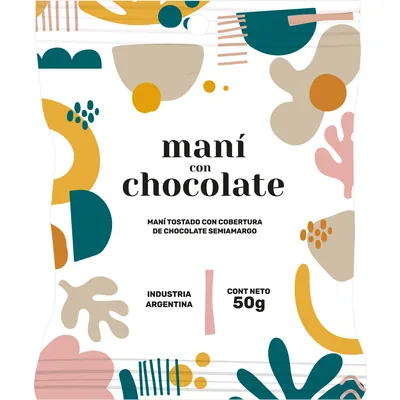 maní
con
chocolate
MANÍ TOSTADO CON COBERTURA
DE CHOCOLATE SEMIAMARGO
INDUSTRIA
ARGENTINA
CONT NETO
50g